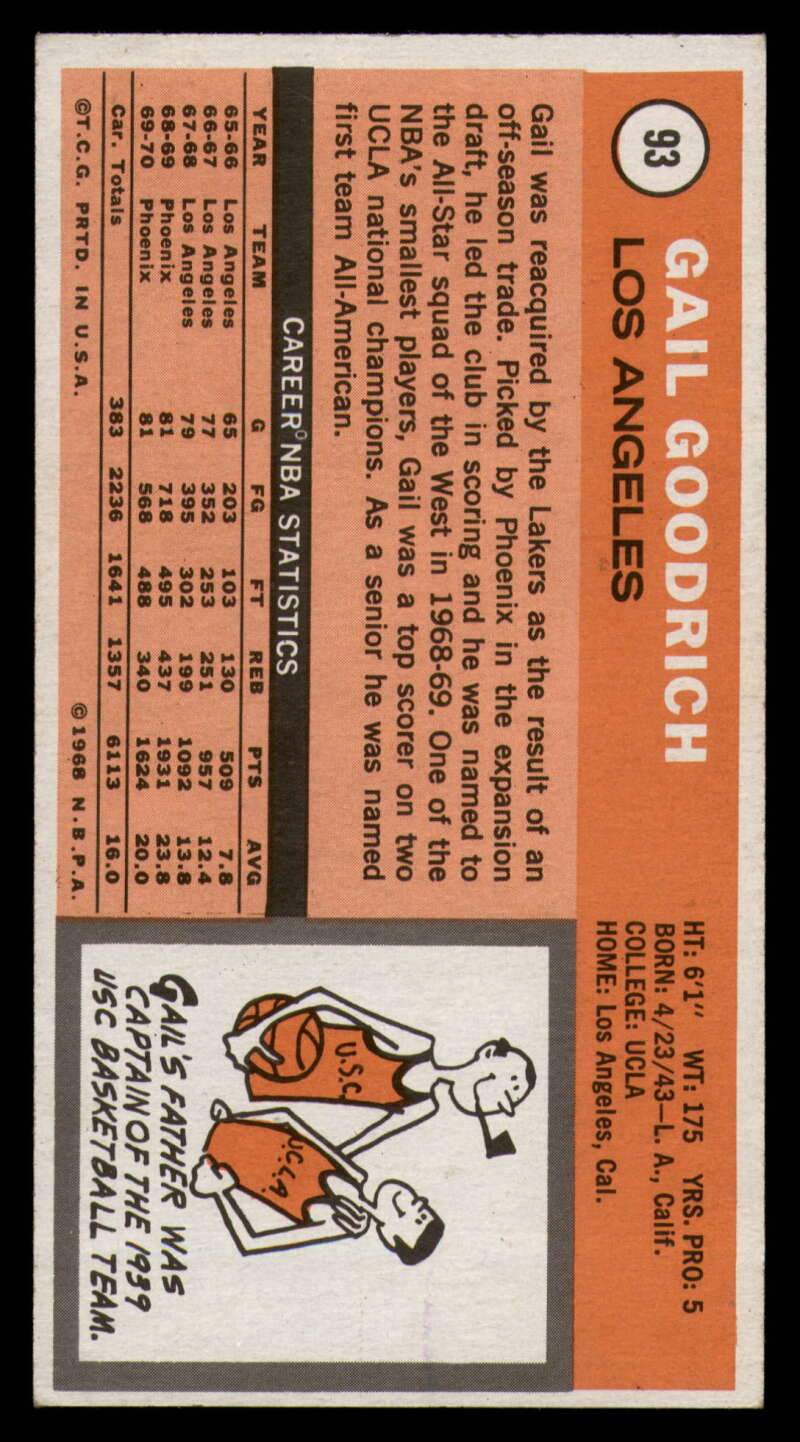 93
GAIL GOODRICH
LOS ANGELES
HT: 6'1" WT: 175 YRS. PRO: 5
BORN: 4/23/43—L. A., Calif.
COLLEGE: UCLA
HOME: Los Angeles, Cal.
Gail was reacquired by the Lakers as the result of an
off-season trade. Picked by Phoenix in the expansion
draft, he led the club in scoring and he was named to
the All-Star squad of the West in 1968-69. One of the
NBA's smallest players, Gail was a top scorer on two
UCLA national champions. As a senior he was named
first team All-American.
CAREER NBA STATISTICS
YEAR TEAM G FG FT REB PTS AVG
65-66 Los Angeles 65 203 103 130 509 7.8
66-67 Los Angeles 77 352 253 251 957 12.4
67-68 Los Angeles 79 395 302 199 1092 13.8
68-69 Phoenix 81 718 495 437 1931 23.8
69-70 Phoenix 81 568 488 340 1624 20.0
Car. Totals 383 2236 1641 1357 6113 16.0
©T.C.G. PRTD. IN U.S.A. ©1968 N.B.P.A.
U.S.C.
U.C.L.A.
GAIL'S FATHER WAS
CAPTAIN OF THE 1939
USC BASKETBALL TEAM.